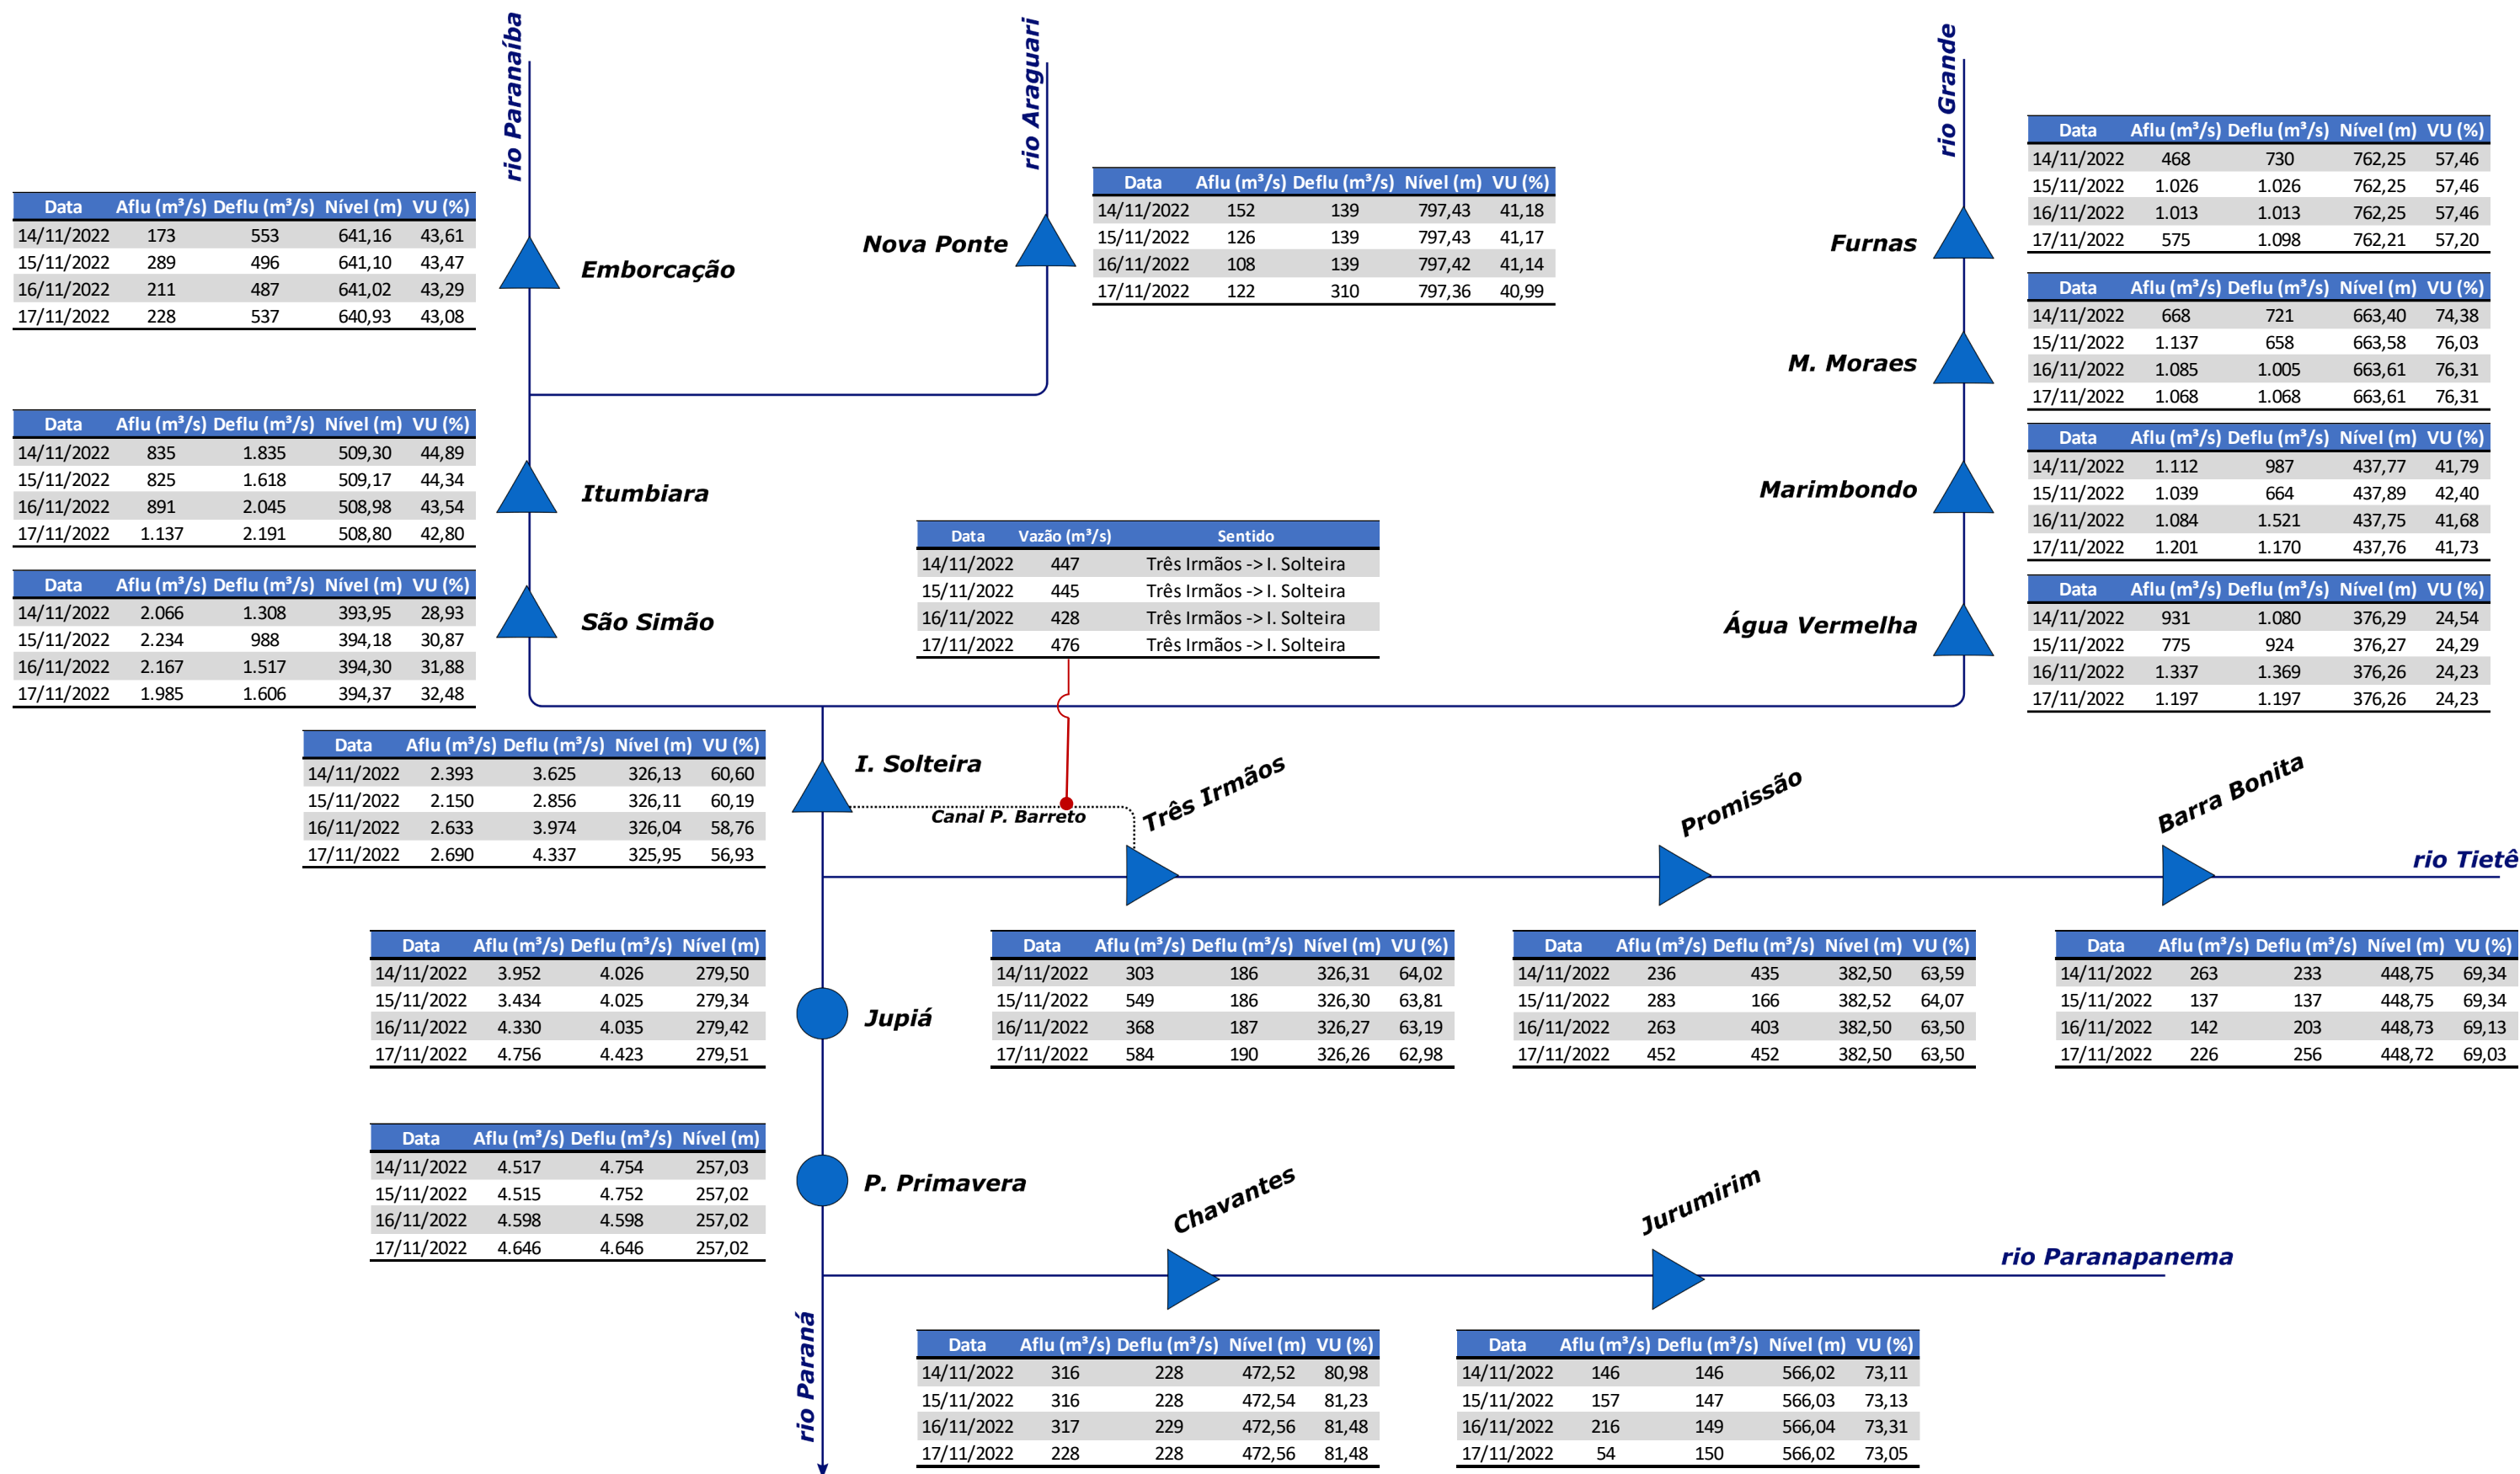 rio Paranaíba
rio Araguari
rio Grande
Data Aflu (m³/s) Deflu (m³/s) Nível (m) VU (%)
14/11/2022 173 553 641,16 43,61
15/11/2022 289 496 641,10 43,47
16/11/2022 211 487 641,02 43,29
17/11/2022 228 537 640,93 43,08
Emborcação
Nova Ponte
Data Aflu (m³/s) Deflu (m³/s) Nível (m) VU (%)
14/11/2022 152 139 797,43 41,18
15/11/2022 126 139 797,43 41,17
16/11/2022 108 139 797,42 41,14
17/11/2022 122 310 797,36 40,99
Furnas
Data Aflu (m³/s) Deflu (m³/s) Nível (m) VU (%)
14/11/2022 468 730 762,25 57,46
15/11/2022 1.026 1.026 762,25 57,46
16/11/2022 1.013 1.013 762,25 57,46
17/11/2022 575 1.098 762,21 57,20
M. Moraes
Data Aflu (m³/s) Deflu (m³/s) Nível (m) VU (%)
14/11/2022 668 721 663,40 74,38
15/11/2022 1.137 658 663,58 76,03
16/11/2022 1.085 1.005 663,61 76,31
17/11/2022 1.068 1.068 663,61 76,31
Data Aflu (m³/s) Deflu (m³/s) Nível (m) VU (%)
14/11/2022 835 1.835 509,30 44,89
15/11/2022 825 1.618 509,17 44,34
16/11/2022 891 2.045 508,98 43,54
17/11/2022 1.137 2.191 508,80 42,80
Itumbiara
Marimbondo
Data Aflu (m³/s) Deflu (m³/s) Nível (m) VU (%)
14/11/2022 1.112 987 437,77 41,79
15/11/2022 1.039 664 437,89 42,40
16/11/2022 1.084 1.521 437,75 41,68
17/11/2022 1.201 1.170 437,76 41,73
Data Aflu (m³/s) Deflu (m³/s) Nível (m) VU (%)
14/11/2022 2.066 1.308 393,95 28,93
15/11/2022 2.234 988 394,18 30,87
16/11/2022 2.167 1.517 394,30 31,88
17/11/2022 1.985 1.606 394,37 32,48
São Simão
Data Vazão (m³/s) Sentido
14/11/2022 447 Três Irmãos -> I. Solteira
15/11/2022 445 Três Irmãos -> I. Solteira
16/11/2022 428 Três Irmãos -> I. Solteira
17/11/2022 476 Três Irmãos -> I. Solteira
Água Vermelha
Data Aflu (m³/s) Deflu (m³/s) Nível (m) VU (%)
14/11/2022 931 1.080 376,29 24,54
15/11/2022 775 924 376,27 24,29
16/11/2022 1.337 1.369 376,26 24,23
17/11/2022 1.197 1.197 376,26 24,23
Data Aflu (m³/s) Deflu (m³/s) Nível (m) VU (%)
14/11/2022 2.393 3.625 326,13 60,60
15/11/2022 2.150 2.856 326,11 60,19
16/11/2022 2.633 3.974 326,04 58,76
17/11/2022 2.690 4.337 325,95 56,93
I. Solteira
Canal P. Barreto
Três Irmãos
Promissão
Barra Bonita
rio Tietê
Data Aflu (m³/s) Deflu (m³/s) Nível (m)
14/11/2022 3.952 4.026 279,50
15/11/2022 3.434 4.025 279,34
16/11/2022 4.330 4.035 279,42
17/11/2022 4.756 4.423 279,51
Jupiá
Data Aflu (m³/s) Deflu (m³/s) Nível (m) VU (%)
14/11/2022 303 186 326,31 64,02
15/11/2022 549 186 326,30 63,81
16/11/2022 368 187 326,27 63,19
17/11/2022 584 190 326,26 62,98
Data Aflu (m³/s) Deflu (m³/s) Nível (m) VU (%)
14/11/2022 236 435 382,50 63,59
15/11/2022 283 166 382,52 64,07
16/11/2022 263 403 382,50 63,50
17/11/2022 452 452 382,50 63,50
Data Aflu (m³/s) Deflu (m³/s) Nível (m) VU (%)
14/11/2022 263 233 448,75 69,34
15/11/2022 137 137 448,75 69,34
16/11/2022 142 203 448,73 69,13
17/11/2022 226 256 448,72 69,03
Data Aflu (m³/s) Deflu (m³/s) Nível (m)
14/11/2022 4.517 4.754 257,03
15/11/2022 4.515 4.752 257,02
16/11/2022 4.598 4.598 257,02
17/11/2022 4.646 4.646 257,02
P. Primavera
Chavantes
Jurumirim
rio Paranapanema
rio Paraná
Data Aflu (m³/s) Deflu (m³/s) Nível (m) VU (%)
14/11/2022 316 228 472,52 80,98
15/11/2022 316 228 472,54 81,23
16/11/2022 317 229 472,56 81,48
17/11/2022 228 228 472,56 81,48
Data Aflu (m³/s) Deflu (m³/s) Nível (m) VU (%)
14/11/2022 146 146 566,02 73,11
15/11/2022 157 147 566,03 73,13
16/11/2022 216 149 566,04 73,31
17/11/2022 54 150 566,02 73,05